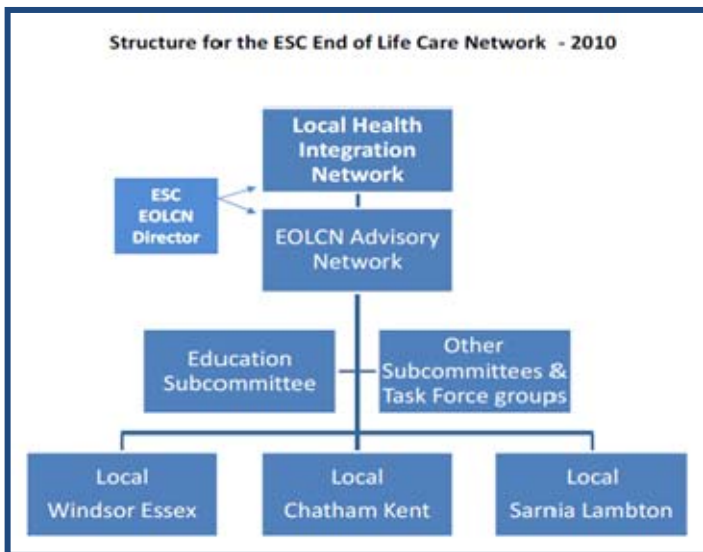 Structure for the ESC End of Life Care Network - 2010
Local Health
Integration
Network
ESC
EOLCN
Director
EOLCN Advisory
Network
Education
Subcommittee
Other
Subcommittees &
Task Force groups
Local
Windsor Essex
Local
Chatham Kent
Local
Sarnia Lambton